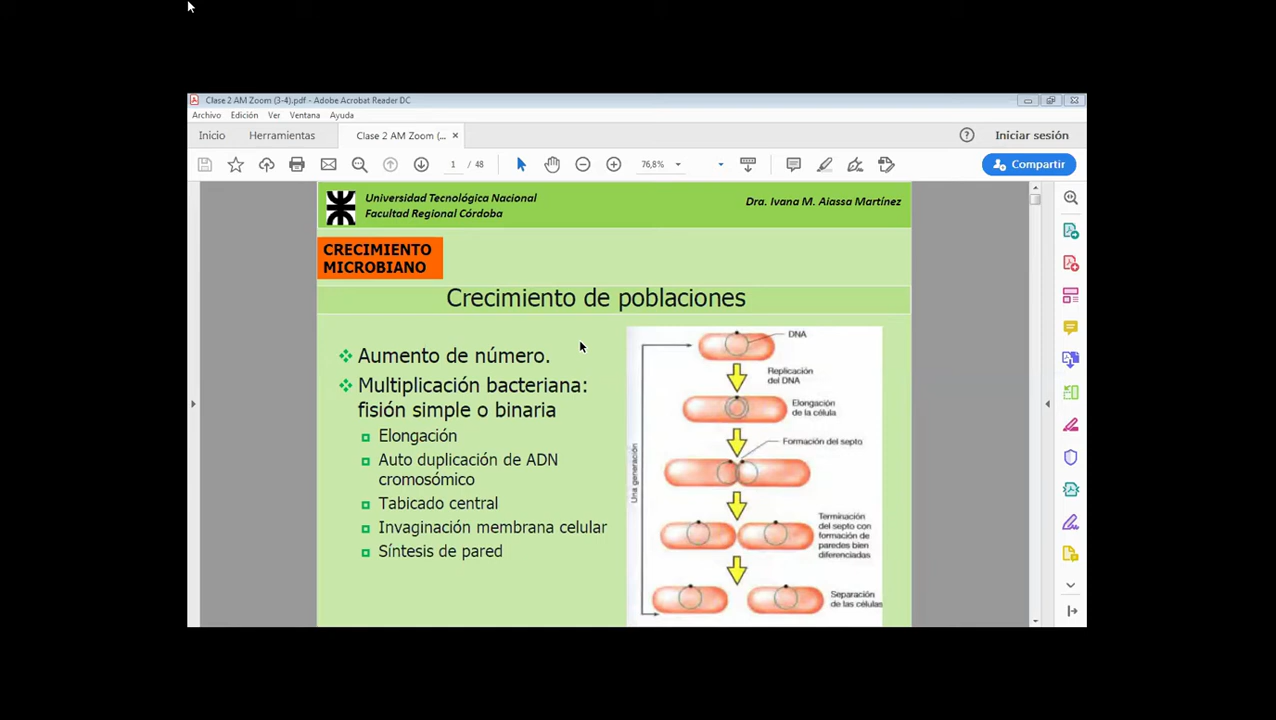 Clase 2 AM Zoom (3-4).pdf - Adobe Acrobat Reader DC
Archivo Edición Ver Ventana Ayuda
Inicio Herramientas Clase 2 AM Zoom (... × Iniciar sesión
1 / 48 76,8% Compartir
Universidad Tecnológica Nacional
Facultad Regional Córdoba
Dra. Ivana M. Aiassa Martínez
CRECIMIENTO
MICROBIANO
Crecimiento de poblaciones
Aumento de número.
Multiplicación bacteriana:
fisión simple o binaria
Elongación
Auto duplicación de ADN
cromosómico
Tabicado central
Invaginación membrana celular
Síntesis de pared
Una generación
DNA
Replicación
del DNA
Elongación
de la célula
Formación del septo
Terminación
del septo con
formación de
paredes bien
diferenciadas
Separación
de las células